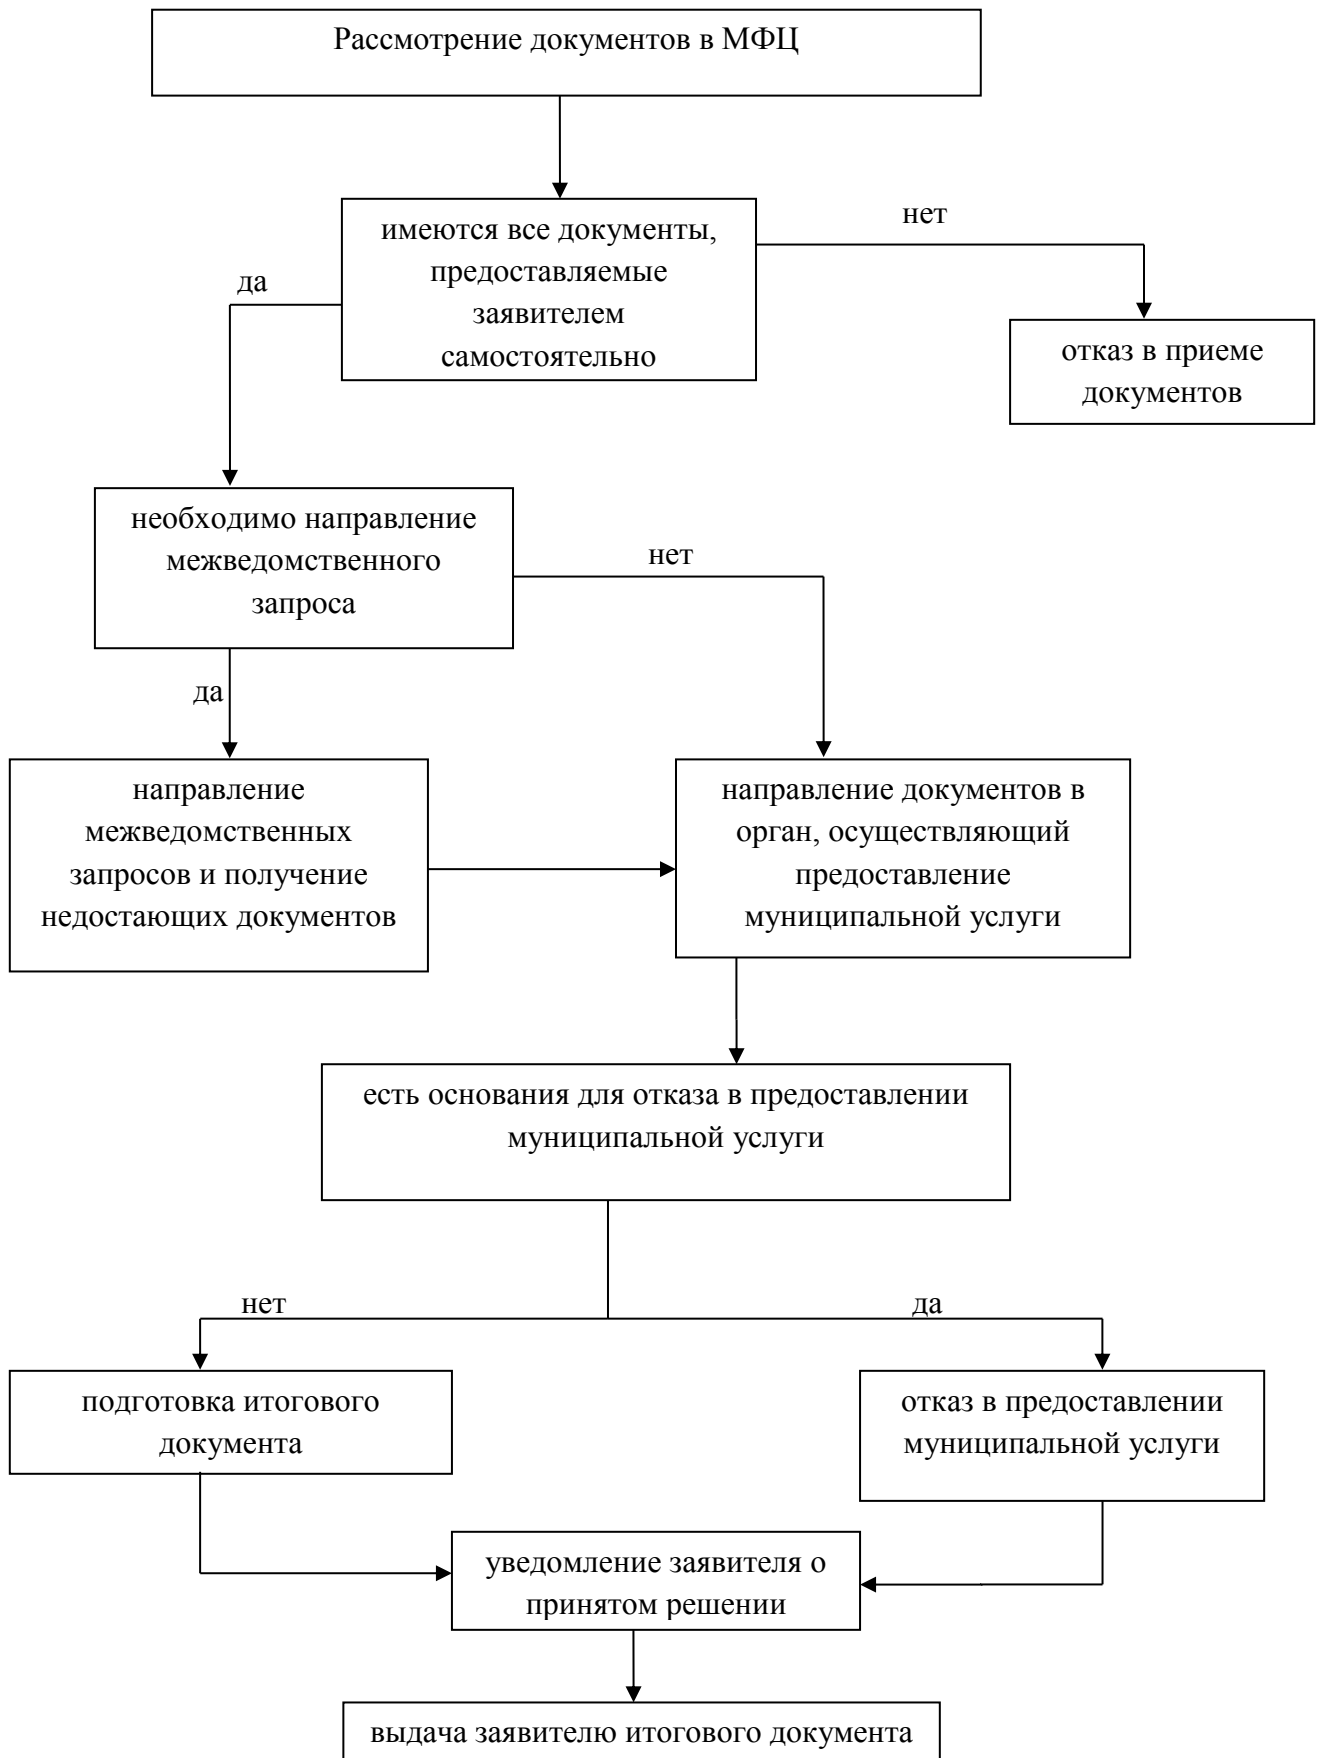 Рассмотрение документов в МФЦ
нет
имеются все документы,
предоставляемые
заявителем
самостоятельно
да
отказ в приеме
документов
необходимо направление
межведомственного
запроса
нет
да
направление
межведомственных
запросов и получение
недостающих документов
направление документов в
орган, осуществляющий
предоставление
муниципальной услуги
есть основания для отказа в предоставлении
муниципальной услуги
нет
да
подготовка итогового
документа
отказ в предоставлении
муниципальной услуги
уведомление заявителя о
принятом решении
выдача заявителю итогового документа